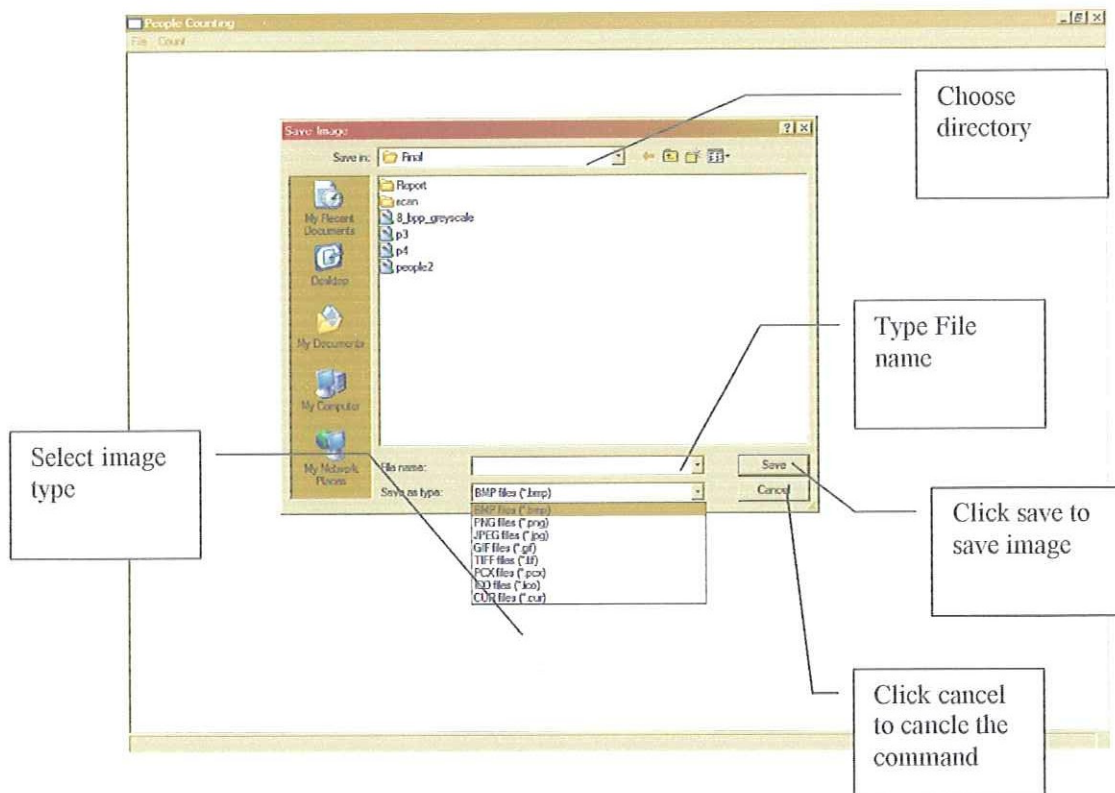 People Counting
File Count
Choose
directory
Save Image
Save in: Final
Report
scan
8_bpp_greyscale
p3
p4
people2
My Recent
Documents
Desktop
My Documents
My Computer
My Network
Places
Type File
name
Select image
type
File name:
Save
Save as type: BMP files (*.bmp)
Cancel
BMP files (*.bmp)
PNG files (*.png)
JPEG files (*.jpg)
GIF files (*.gif)
TIFF files (*.tif)
PCX files (*.pcx)
ICO files (*.ico)
CUR files (*.cur)
Click save to
save image
Click cancel
to cancle the
command